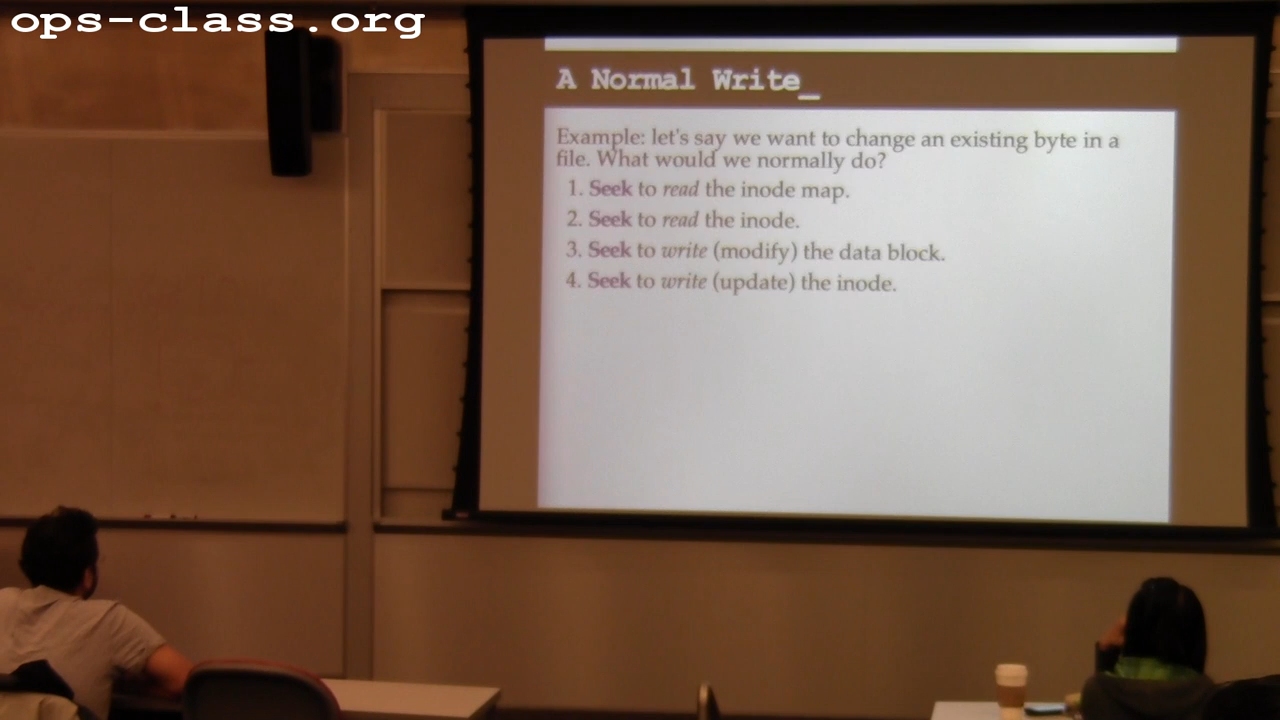 ops-class.org
A Normal Write_
Example: let's say we want to change an existing byte in a
file. What would we normally do?
1. Seek to read the inode map.
2. Seek to read the inode.
3. Seek to write (modify) the data block.
4. Seek to write (update) the inode.